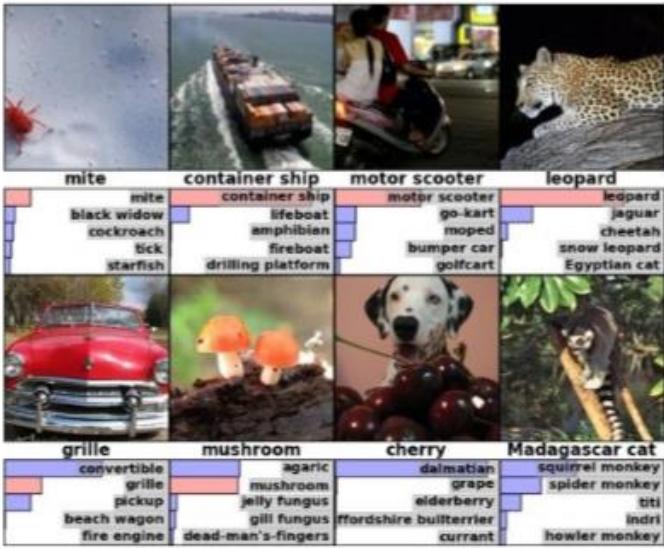 mite
container ship
motor scooter
leopard
mite
black widow
cockroach
tick
starfish
container ship
lifeboat
amphibian
fireboat
drilling platform
motor scooter
go-kart
moped
bumper car
golfcart
leopard
jaguar
cheetah
snow leopard
Egyptian cat
grille
mushroom
cherry
Madagascar cat
convertible
grille
pickup
beach wagon
fire engine
agaric
mushroom
jelly fungus
gill fungus
dead-man's-fingers
dalmatian
grape
elderberry
ffordshire bullterrier
currant
squirrel monkey
spider monkey
titi
indri
howler monkey